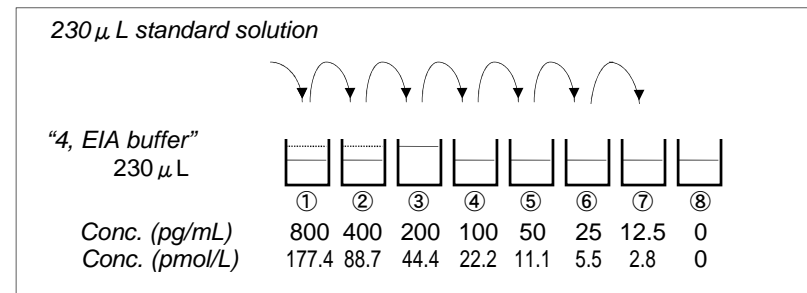 230μL standard solution
“4, EIA buffer”
230μL
① ② ③ ④ ⑤ ⑥ ⑦ ⑧
Conc. (pg/mL) 800 400 200 100 50 25 12.5 0
Conc. (pmol/L) 177.4 88.7 44.4 22.2 11.1 5.5 2.8 0